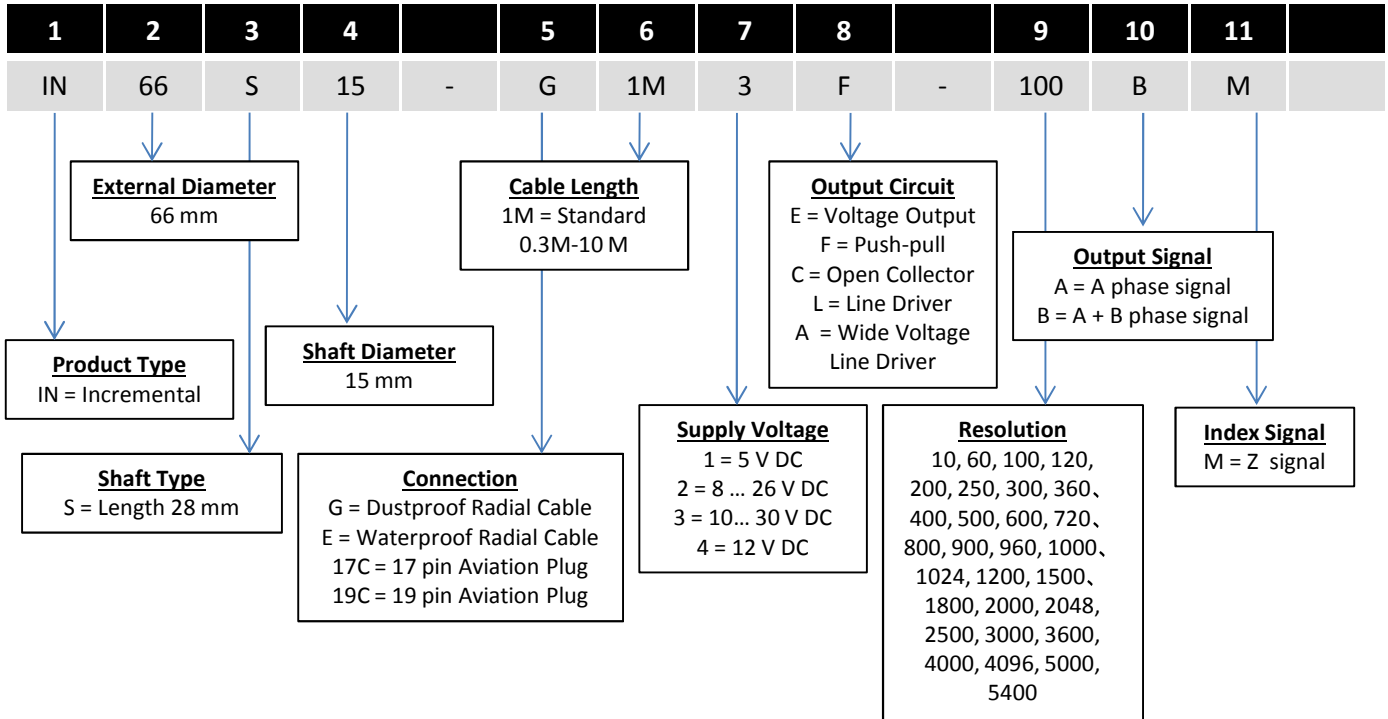 1 2 3 4 5 6 7 8 9 10 11
IN 66 S 15 - G 1M 3 F - 100 B M
External Diameter
66 mm
Cable Length
1M = Standard
0.3M-10 M
Output Circuit
E = Voltage Output
F = Push-pull
C = Open Collector
L = Line Driver
A = Wide Voltage
Line Driver
Output Signal
A = A phase signal
B = A + B phase signal
Product Type
IN = Incremental
Shaft Diameter
15 mm
Shaft Type
S = Length 28 mm
Connection
G = Dustproof Radial Cable
E = Waterproof Radial Cable
17C = 17 pin Aviation Plug
19C = 19 pin Aviation Plug
Supply Voltage
1 = 5 V DC
2 = 8 ... 26 V DC
3 = 10... 30 V DC
4 = 12 V DC
Resolution
10, 60, 100, 120,
200, 250, 300, 360、
400, 500, 600, 720、
800, 900, 960, 1000、
1024, 1200, 1500、
1800, 2000, 2048,
2500, 3000, 3600,
4000, 4096, 5000,
5400
Index Signal
M = Z signal